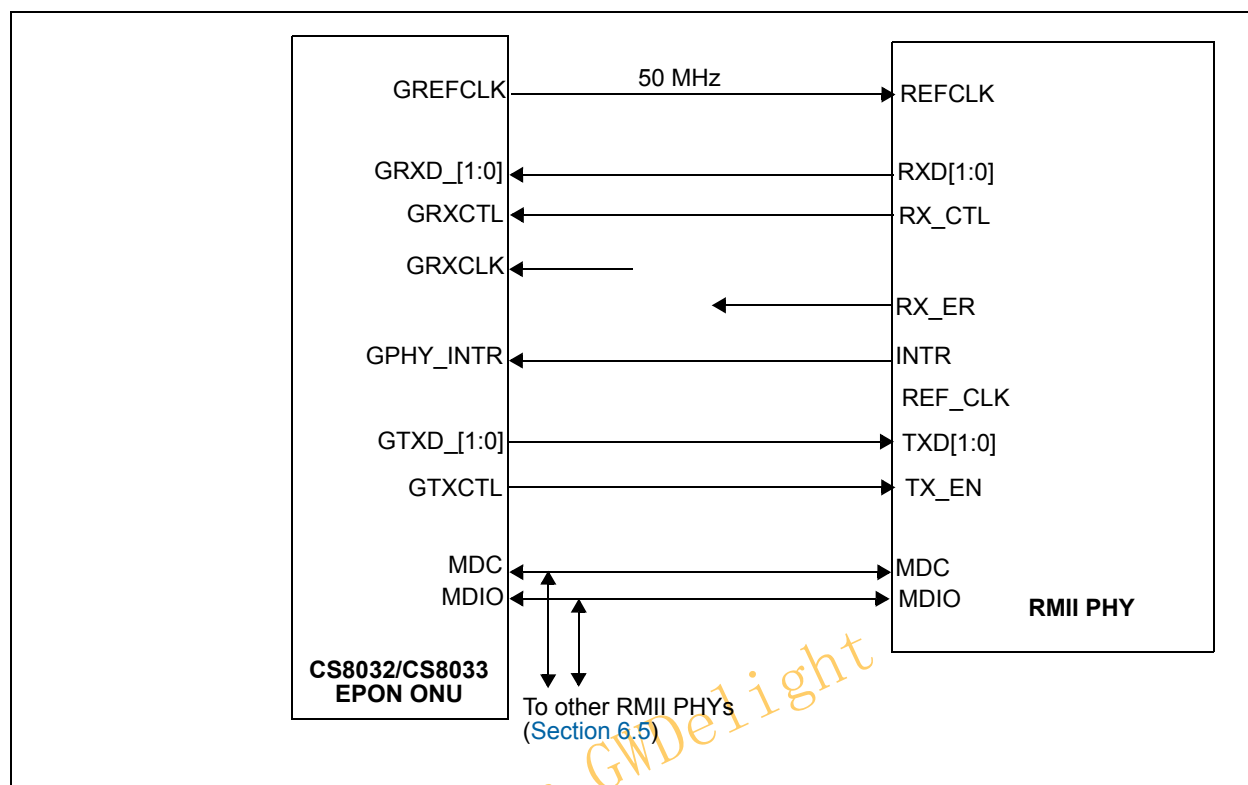 GREFCLK 50 MHz REFCLK
GRXD_[1:0] RXD[1:0]
GRXCTL RX_CTL
GRXCLK
RX_ER
GPHY_INTR INTR
REF_CLK
GTXD_[1:0] TXD[1:0]
GTXCTL TX_EN
MDC MDC
MDIO MDIO
RMII PHY
CS8032/CS8033
EPON ONU
To other RMII PHYs
(Section 6.5)
GWDelight